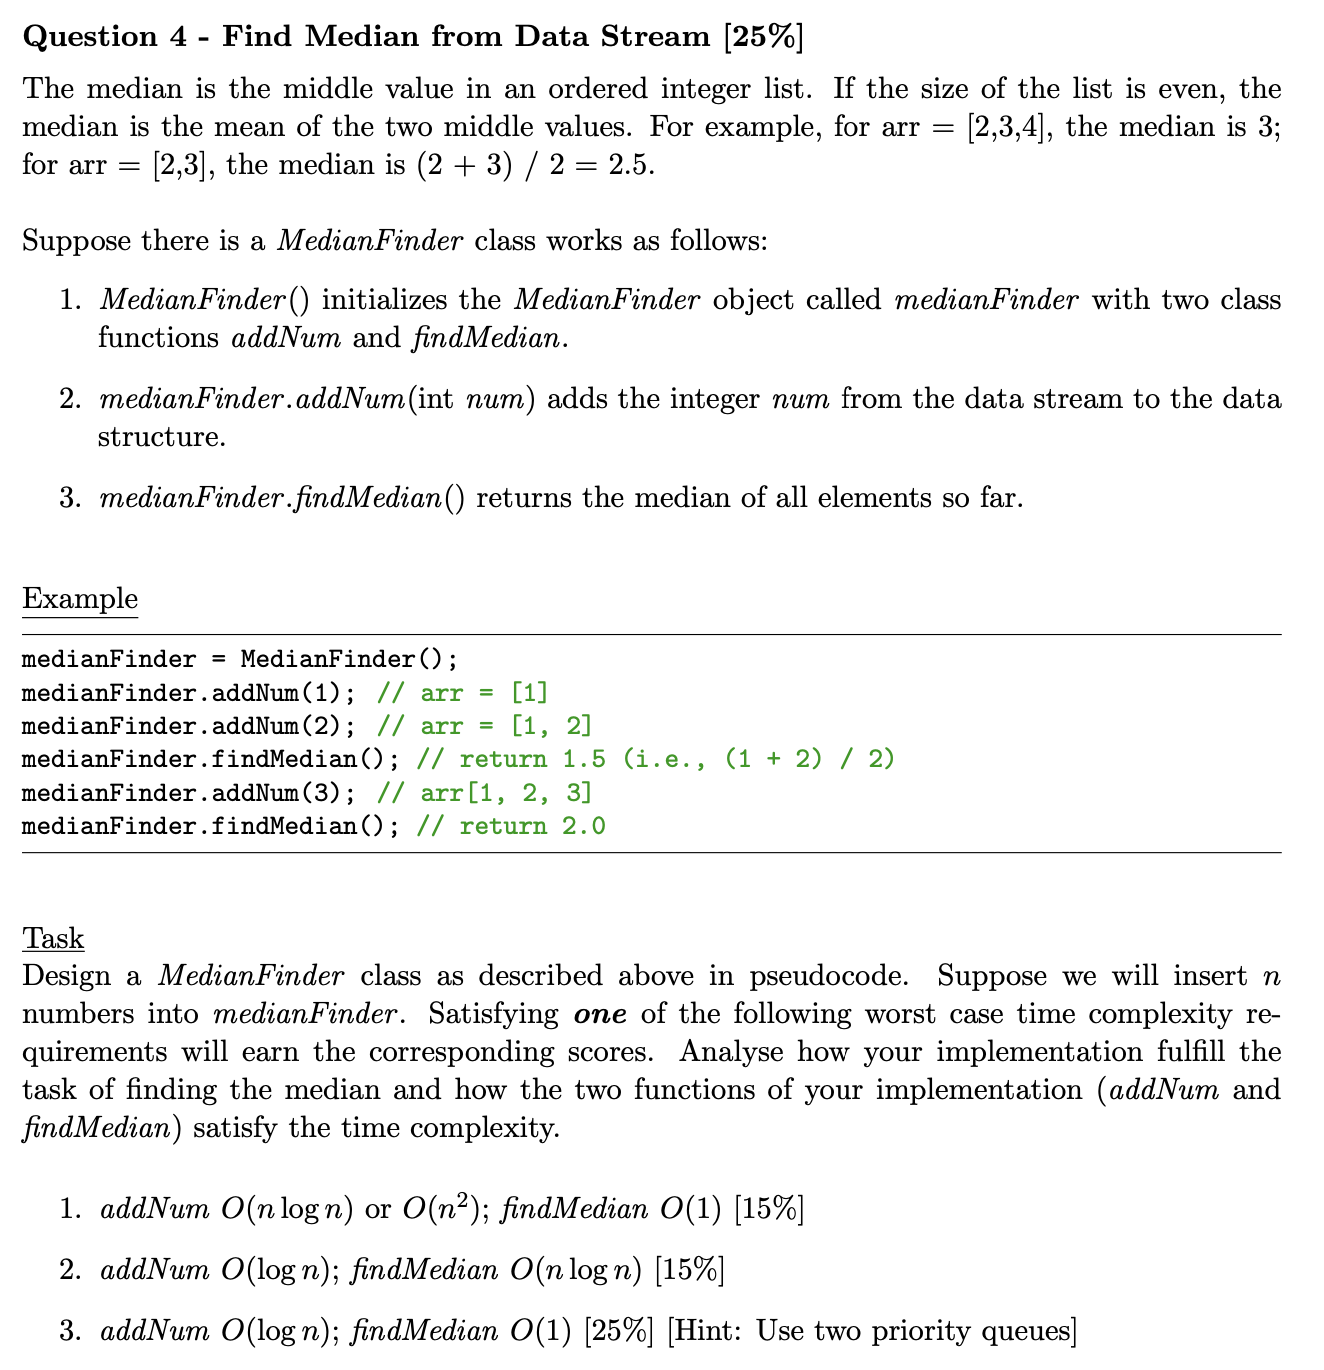 Question 4 - Find Median from Data Stream [25%]
The median is the middle value in an ordered integer list. If the size of the list is even, the
median is the mean of the two middle values. For example, for arr = [2,3,4], the median is 3;
for arr = [2,3], the median is (2 + 3) / 2 = 2.5.
Suppose there is a MedianFinder class works as follows:
1. MedianFinder() initializes the MedianFinder object called medianFinder with two class
functions addNum and findMedian.
2. medianFinder.addNum(int num) adds the integer num from the data stream to the data
structure.
3. medianFinder.findMedian() returns the median of all elements so far.
Example
medianFinder = MedianFinder();
medianFinder.addNum(1); // arr = [1]
medianFinder.addNum(2); // arr = [1, 2]
medianFinder.findMedian(); // return 1.5 (i.e., (1 + 2) / 2)
medianFinder.addNum(3); // arr[1, 2, 3]
medianFinder.findMedian(); // return 2.0
Task
Design a MedianFinder class as described above in pseudocode. Suppose we will insert n
numbers into medianFinder. Satisfying one of the following worst case time complexity re-
quirements will earn the corresponding scores. Analyse how your implementation fulfill the
task of finding the median and how the two functions of your implementation (addNum and
findMedian) satisfy the time complexity.
1. addNum O(n log n) or O(n²); findMedian O(1) [15%]
2. addNum O(log n); findMedian O(n log n) [15%]
3. addNum O(log n); findMedian O(1) [25%] [Hint: Use two priority queues]